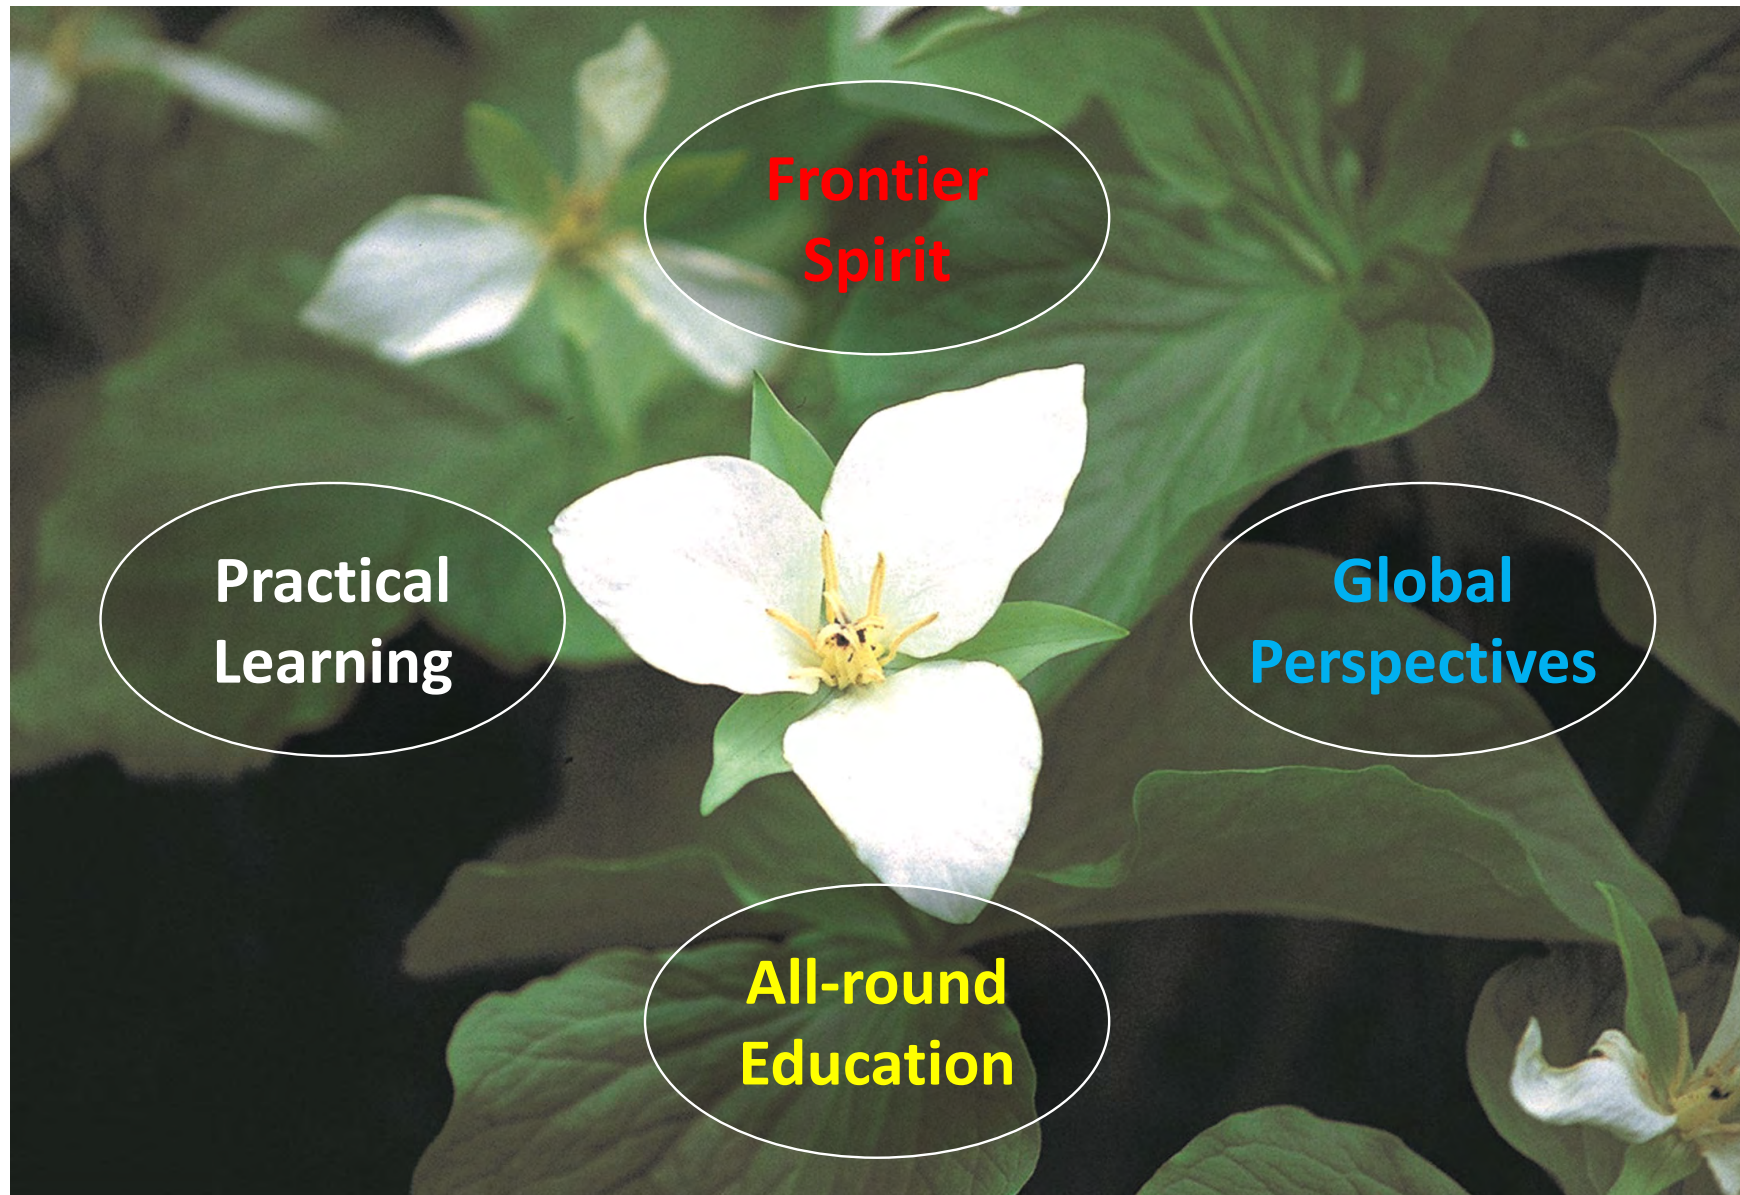 Frontier
Spirit
Practical
Learning
Global
Perspectives
All-round
Education